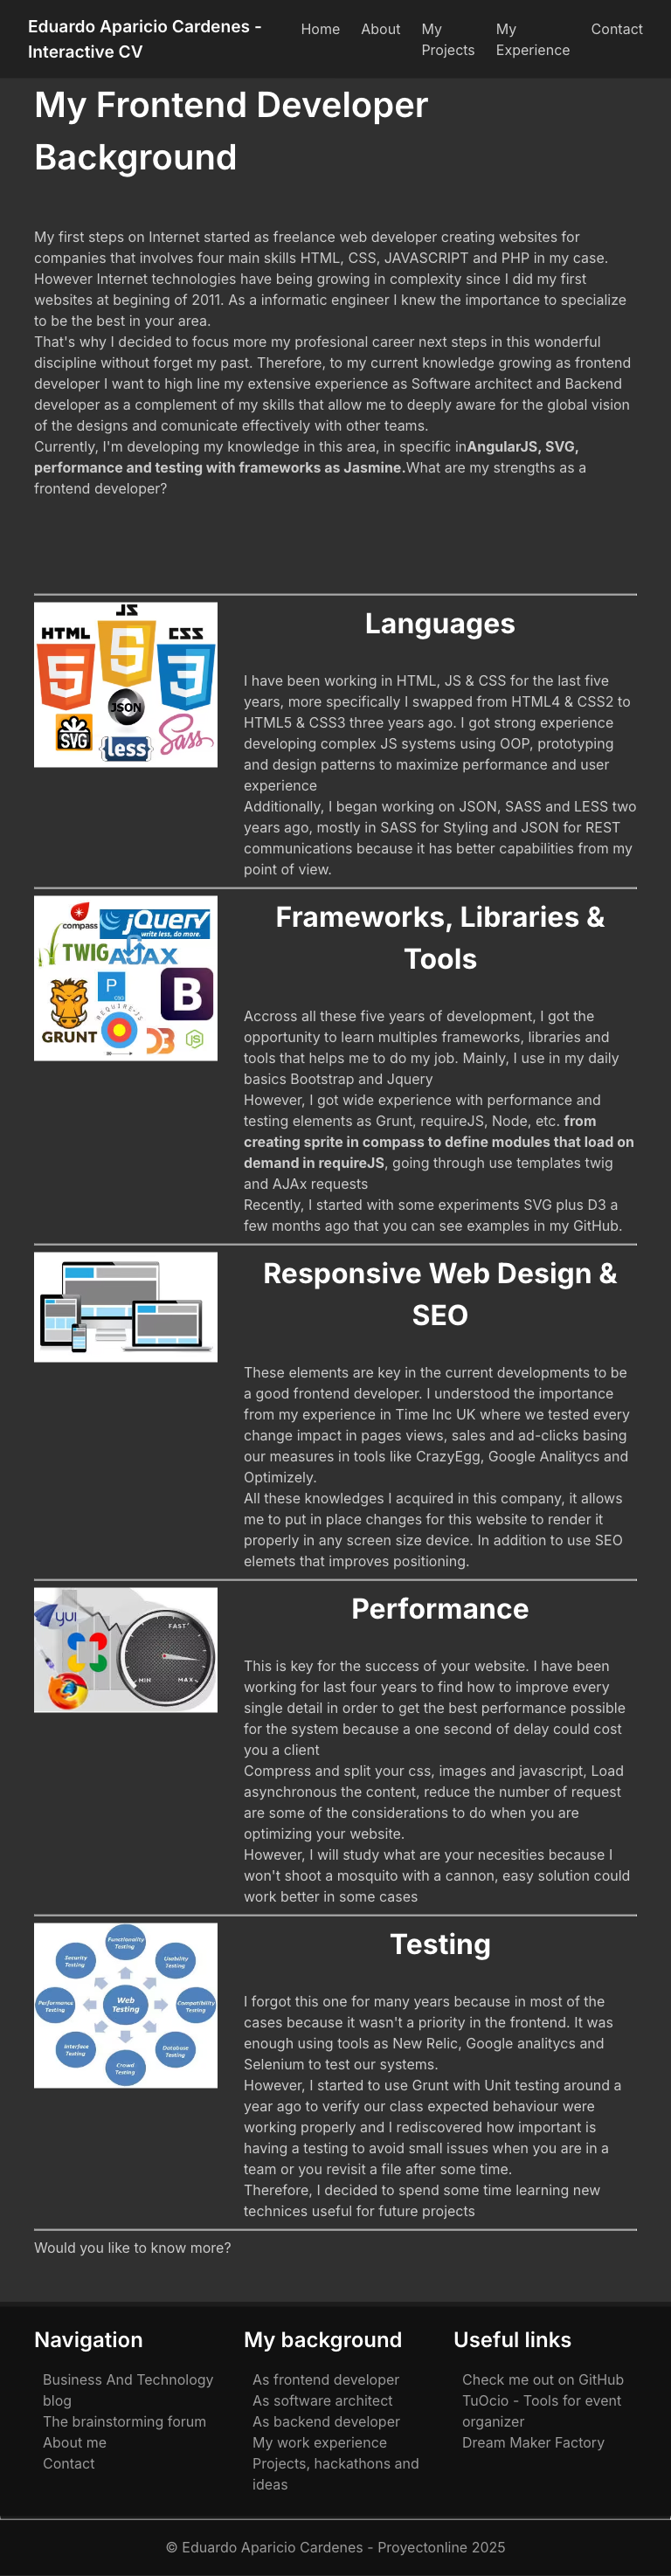 Eduardo Aparicio Cardenes -
Interactive CV
Home
About
My
Projects
My
Experience
Contact
My Frontend Developer
Background
My first steps on Internet started as freelance web developer creating websites for
companies that involves four main skills HTML, CSS, JAVASCRIPT and PHP in my case.
However Internet technologies have being growing in complexity since I did my first
websites at begining of 2011. As a informatic engineer I knew the importance to specialize
to be the best in your area.
That's why I decided to focus more my profesional career next steps in this wonderful
discipline without forget my past. Therefore, to my current knowledge growing as frontend
developer I want to high line my extensive experience as Software architect and Backend
developer as a complement of my skills that allow me to deeply aware for the global vision
of the designs and comunicate effectively with other teams.
Currently, I'm developing my knowledge in this area, in specific inAngularJS, SVG,
performance and testing with frameworks as Jasmine.What are my strengths as a
frontend developer?
JS
HTML
CSS
5
5
3
JSON
SVG
{less}
Sass
Languages
I have been working in HTML, JS & CSS for the last five
years, more specifically I swapped from HTML4 & CSS2 to
HTML5 & CSS3 three years ago. I got strong experience
developing complex JS systems using OOP, prototyping
and design patterns to maximize performance and user
experience
Additionally, I began working on JSON, SASS and LESS two
years ago, mostly in SASS for Styling and JSON for REST
communications because it has better capabilities from my
point of view.
compass
jQuery
write less, do more.
TWIG
AJAX
P
css
B
REQUIRE JS
GRUNT
D3
JS
Frameworks, Libraries &
Tools
Accross all these five years of development, I got the
opportunity to learn multiples frameworks, libraries and
tools that helps me to do my job. Mainly, I use in my daily
basics Bootstrap and Jquery
However, I got wide experience with performance and
testing elements as Grunt, requireJS, Node, etc. from
creating sprite in compass to define modules that load on
demand in requireJS, going through use templates twig
and AJAx requests
Recently, I started with some experiments SVG plus D3 a
few months ago that you can see examples in my GitHub.
Responsive Web Design &
SEO
These elements are key in the current developments to be
a good frontend developer. I understood the importance
from my experience in Time Inc UK where we tested every
change impact in pages views, sales and ad-clicks basing
our measures in tools like CrazyEgg, Google Analitycs and
Optimizely.
All these knowledges I acquired in this company, it allows
me to put in place changes for this website to render it
properly in any screen size device. In addition to use SEO
elemets that improves positioning.
yui
FAST
MIN
MAX
Performance
This is key for the success of your website. I have been
working for last four years to find how to improve every
single detail in order to get the best performance possible
for the system because a one second of delay could cost
you a client
Compress and split your css, images and javascript, Load
asynchronous the content, reduce the number of request
are some of the considerations to do when you are
optimizing your website.
However, I will study what are your necesities because I
won't shoot a mosquito with a cannon, easy solution could
work better in some cases
Functionality
Testing
Security
Testing
Usability
Testing
Performance
Testing
Web
Testing
Compatibility
Testing
Interface
Testing
Database
Testing
Crowd
Testing
Testing
I forgot this one for many years because in most of the
cases because it wasn't a priority in the frontend. It was
enough using tools as New Relic, Google analitycs and
Selenium to test our systems.
However, I started to use Grunt with Unit testing around a
year ago to verify our class expected behaviour were
working properly and I rediscovered how important is
having a testing to avoid small issues when you are in a
team or you revisit a file after some time.
Therefore, I decided to spend some time learning new
technices useful for future projects
Would you like to know more?
Navigation
Business And Technology
blog
The brainstorming forum
About me
Contact
My background
As frontend developer
As software architect
As backend developer
My work experience
Projects, hackathons and
ideas
Useful links
Check me out on GitHub
TuOcio - Tools for event
organizer
Dream Maker Factory
© Eduardo Aparicio Cardenes - Proyectonline 2025